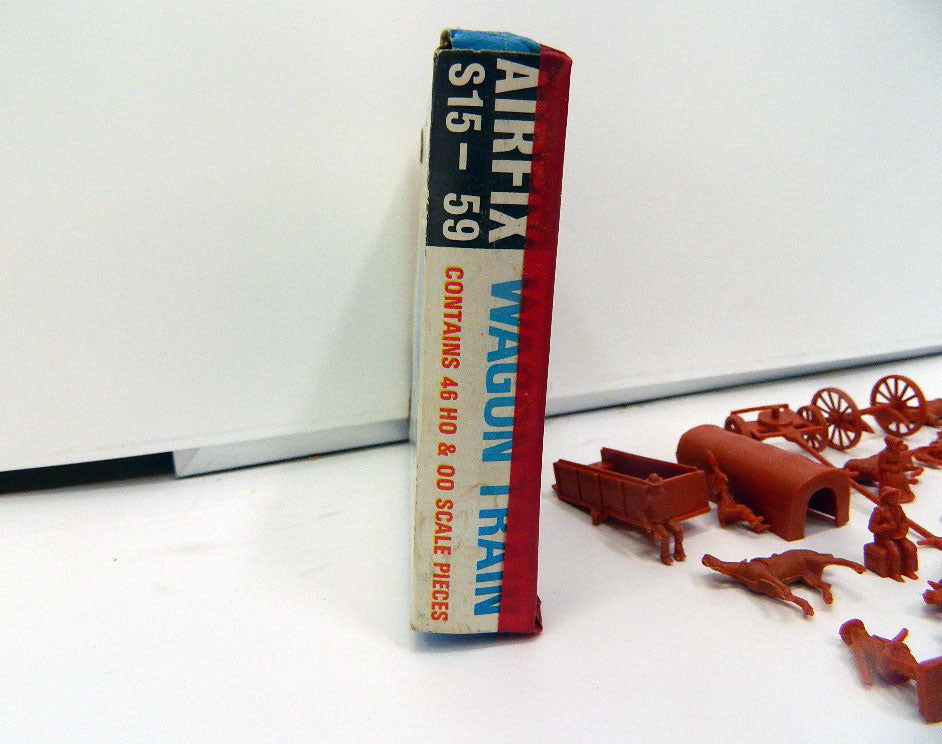 AIRFIX
S15 — 59
WAGON TRAIN
CONTAINS 46 HO & OO SCALE PIECES